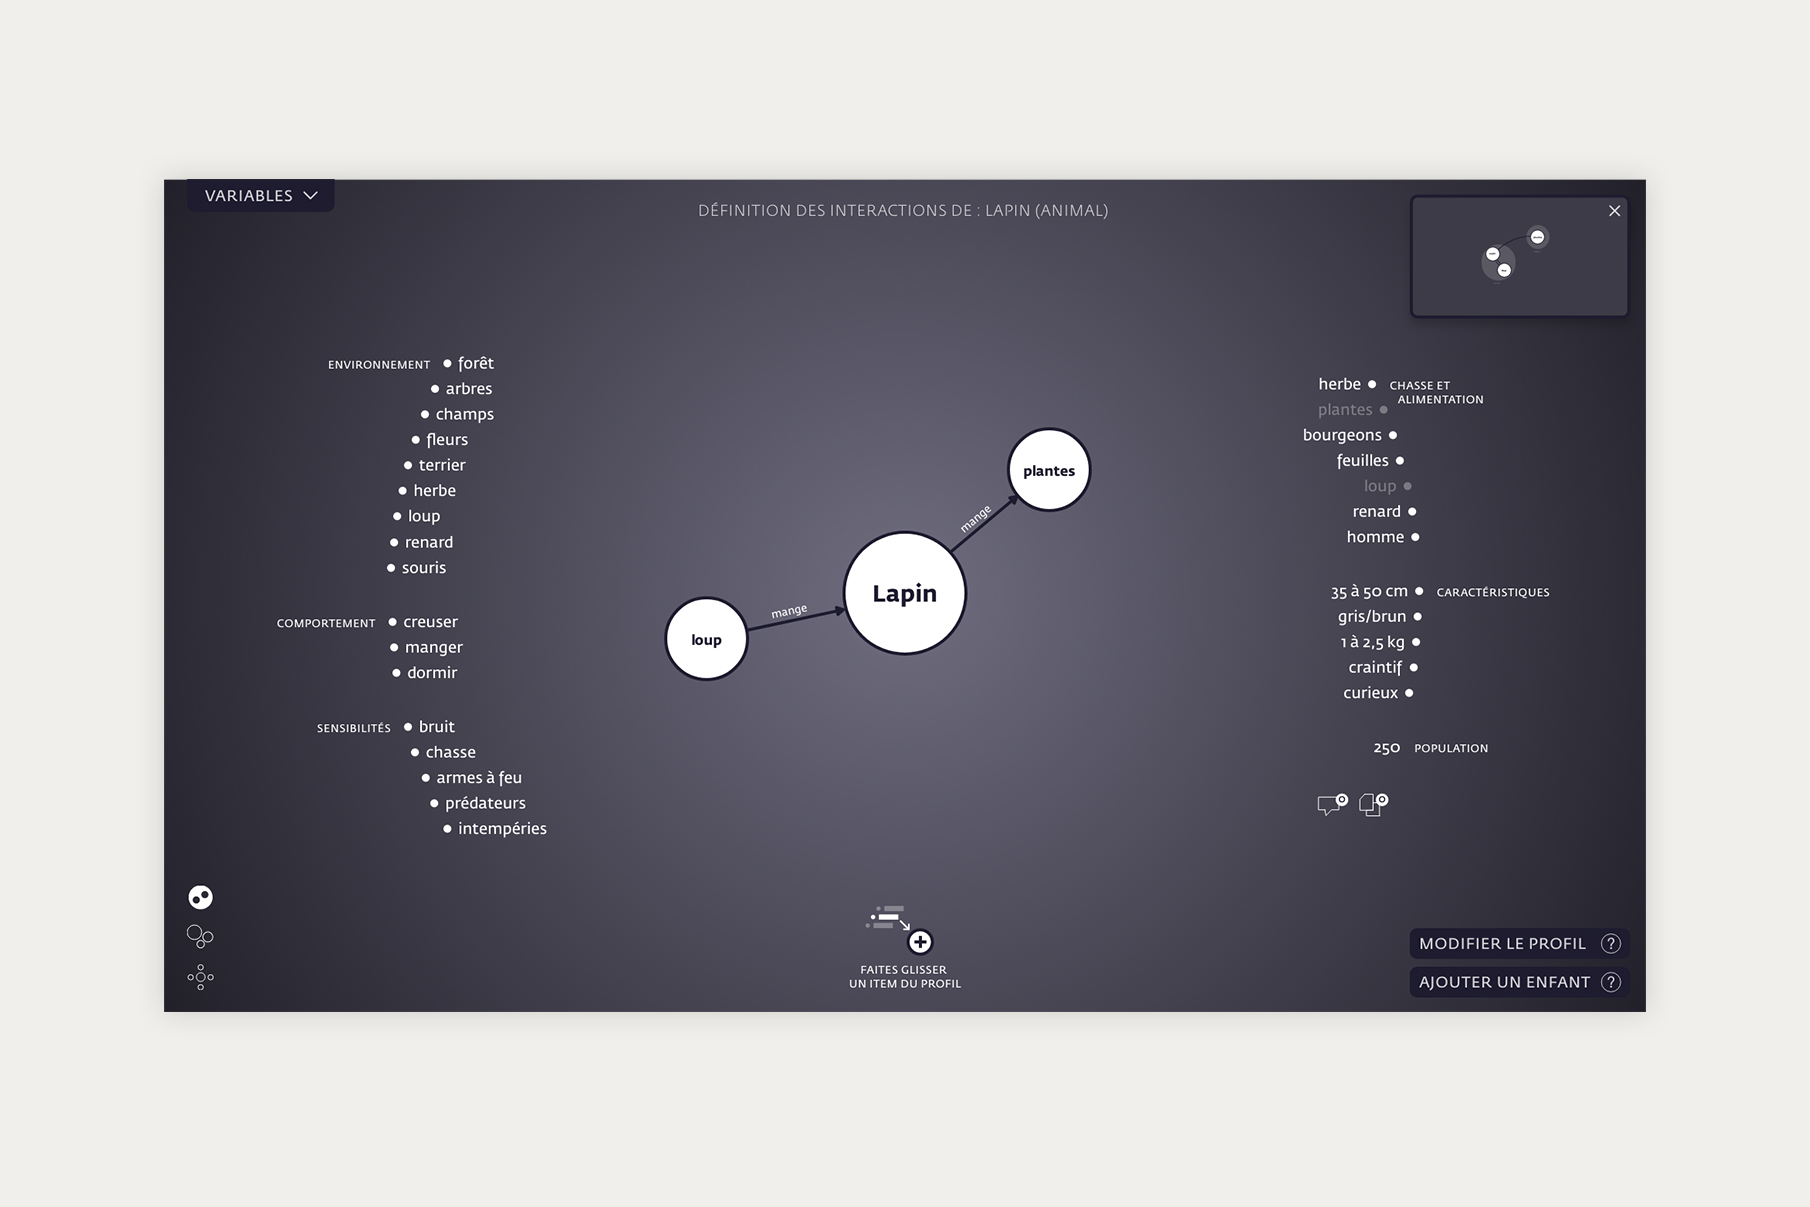 VARIABLES
DÉFINITION DES INTERACTIONS DE : LAPIN (ANIMAL)
ENVIRONNEMENT forêt
arbres
champs
fleurs
terrier
herbe
loup
renard
souris
COMPORTEMENT creuser
manger
dormir
SENSIBILITÉS bruit
chasse
armes à feu
prédateurs
intempéries
plantes
mange
Lapin
mange
loup
herbe CHASSE ET
ALIMENTATION
plantes
bourgeons
feuilles
loup
renard
homme
35 à 50 cm CARACTÉRISTIQUES
gris/brun
1 à 2,5 kg
craintif
curieux
250 POPULATION
0 0
FAITES GLISSER
UN ITEM DU PROFIL
MODIFIER LE PROFIL ?
AJOUTER UN ENFANT ?